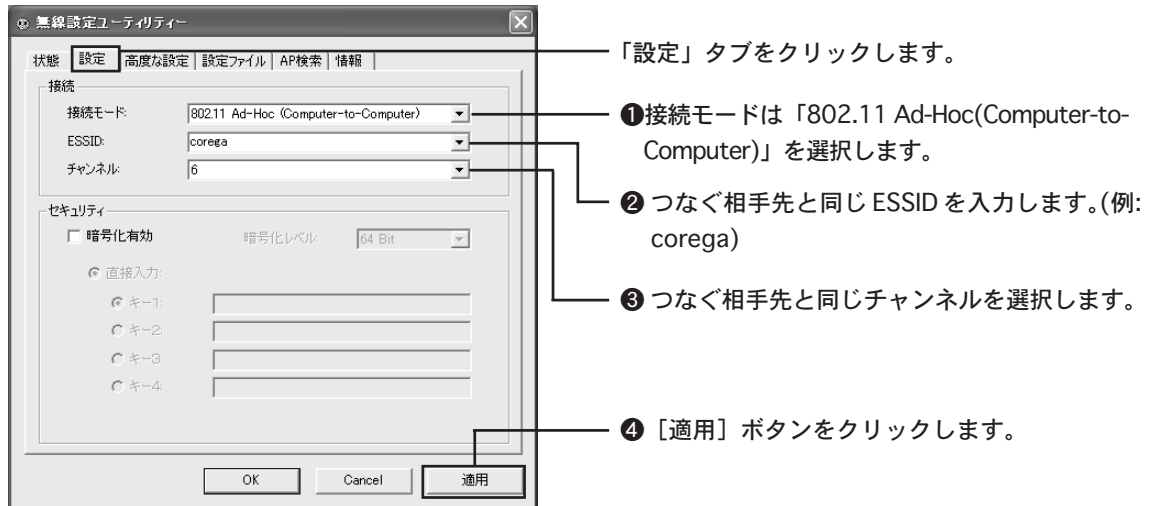 無線設定ユーティリティー
状態 設定 高度な設定 設定ファイル AP検索 情報
接続
接続モード: 802.11 Ad-Hoc (Computer-to-Computer)
ESSID: corega
チャンネル: 6
セキュリティ
暗号化有効 暗号化レベル: 64 Bit
直接入力:
キー1:
キー2:
キー3:
キー4:
OK Cancel 適用
「設定」タブをクリックします。
❶接続モードは「802.11 Ad-Hoc(Computer-to-
Computer)」を選択します。
❷ つなぐ相手先と同じ ESSID を入力します。(例:
corega)
❸ つなぐ相手先と同じチャンネルを選択します。
❹［適用］ボタンをクリックします。